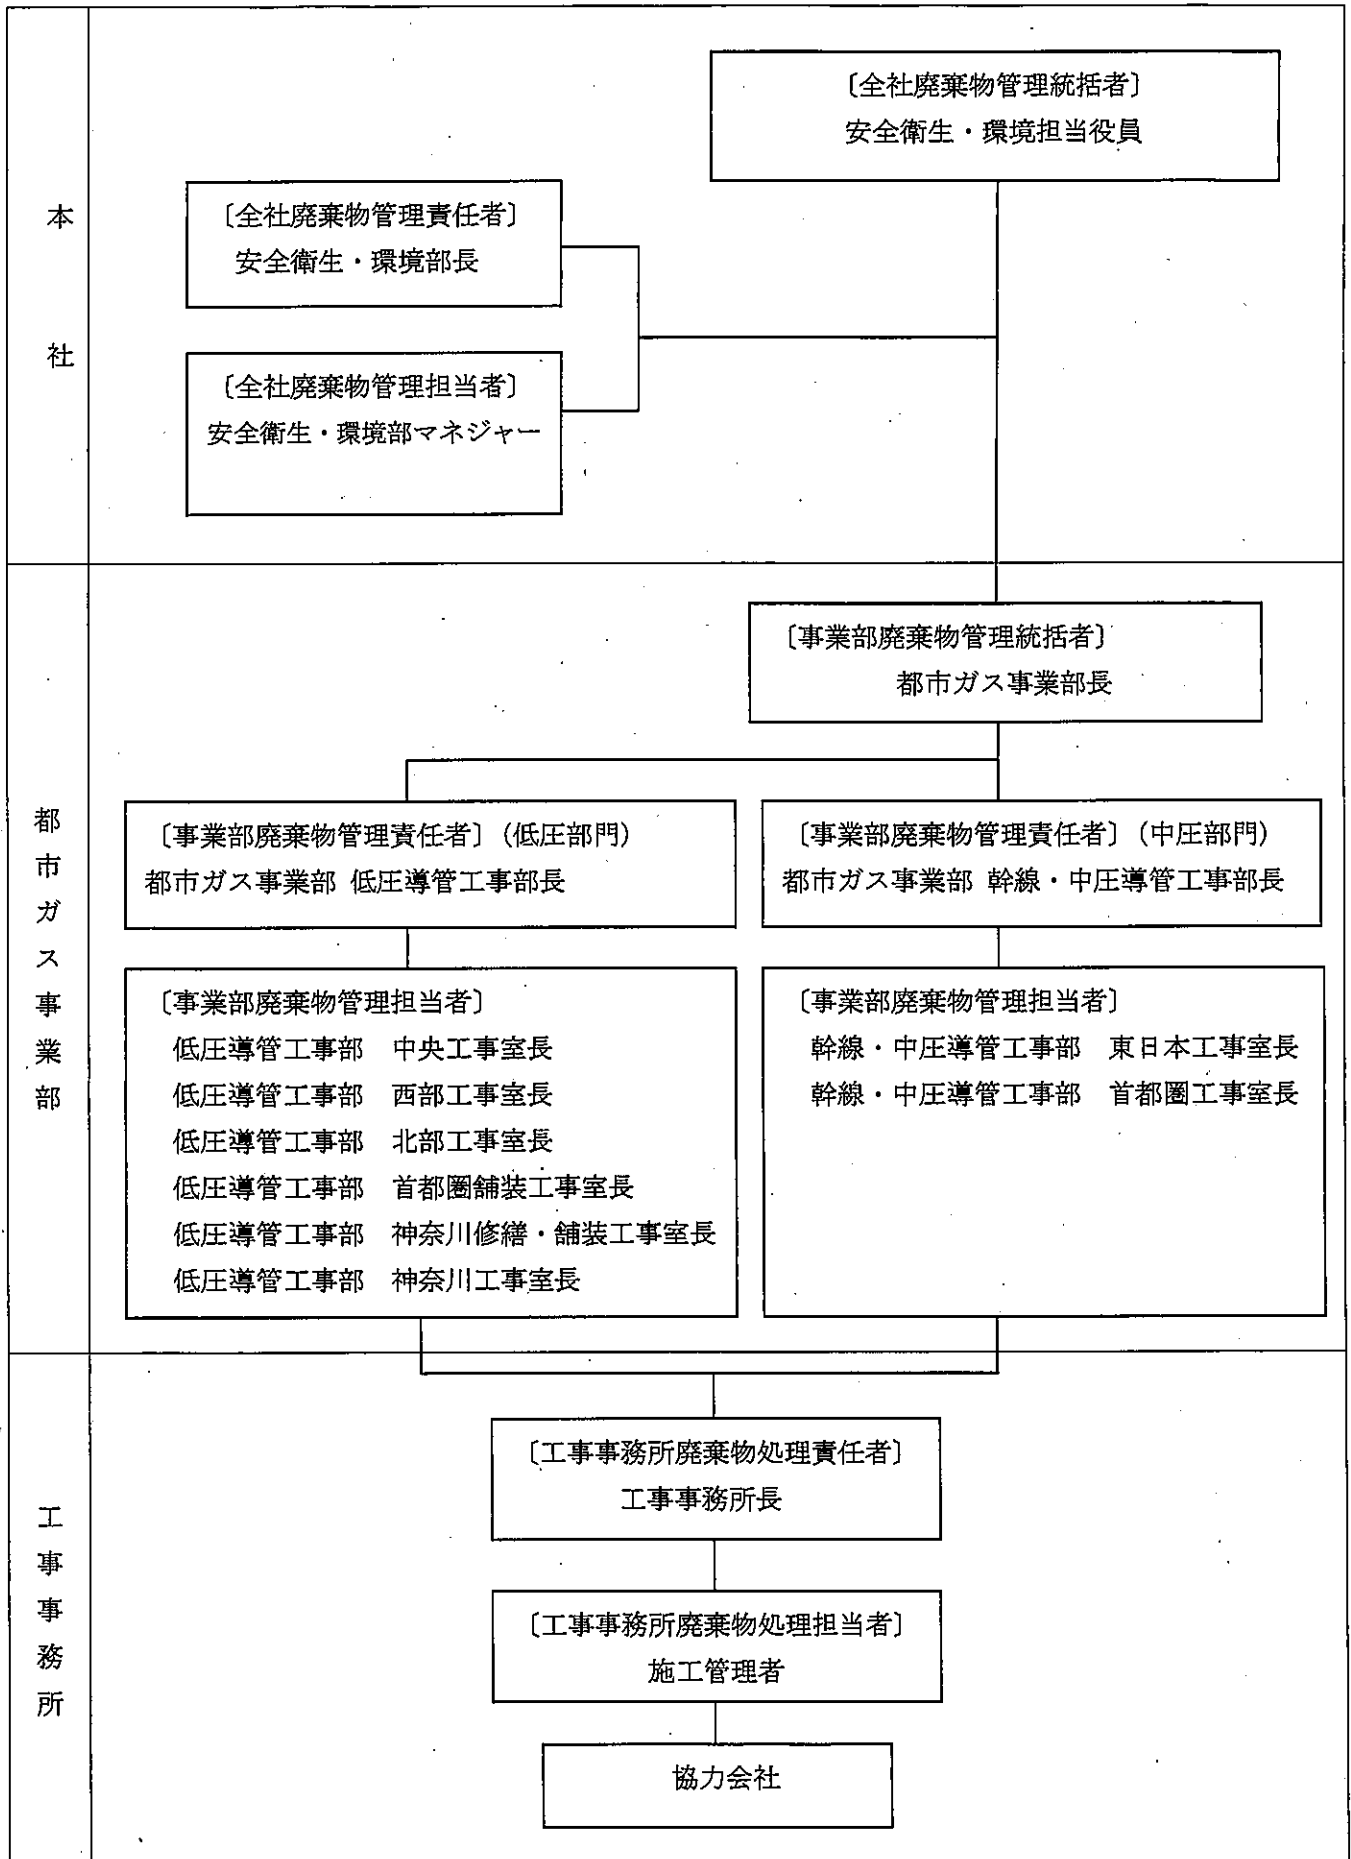 本社
〔全社廃棄物管理統括者〕
安全衛生・環境担当役員
〔全社廃棄物管理責任者〕
安全衛生・環境部長
〔全社廃棄物管理担当者〕
安全衛生・環境部マネジャー
都市ガス事業部
〔事業部廃棄物管理統括者〕
都市ガス事業部長
〔事業部廃棄物管理責任者〕（低圧部門）
都市ガス事業部 低圧導管工事部長
〔事業部廃棄物管理責任者〕（中圧部門）
都市ガス事業部 幹線・中圧導管工事部長
〔事業部廃棄物管理担当者〕
低圧導管工事部　中央工事室長
低圧導管工事部　西部工事室長
低圧導管工事部　北部工事室長
低圧導管工事部　首都圏舗装工事室長
低圧導管工事部　神奈川修繕・舗装工事室長
低圧導管工事部　神奈川工事室長
〔事業部廃棄物管理担当者〕
幹線・中圧導管工事部　東日本工事室長
幹線・中圧導管工事部　首都圏工事室長
工事事務所
〔工事事務所廃棄物処理責任者〕
工事事務所長
〔工事事務所廃棄物処理担当者〕
施工管理者
協力会社